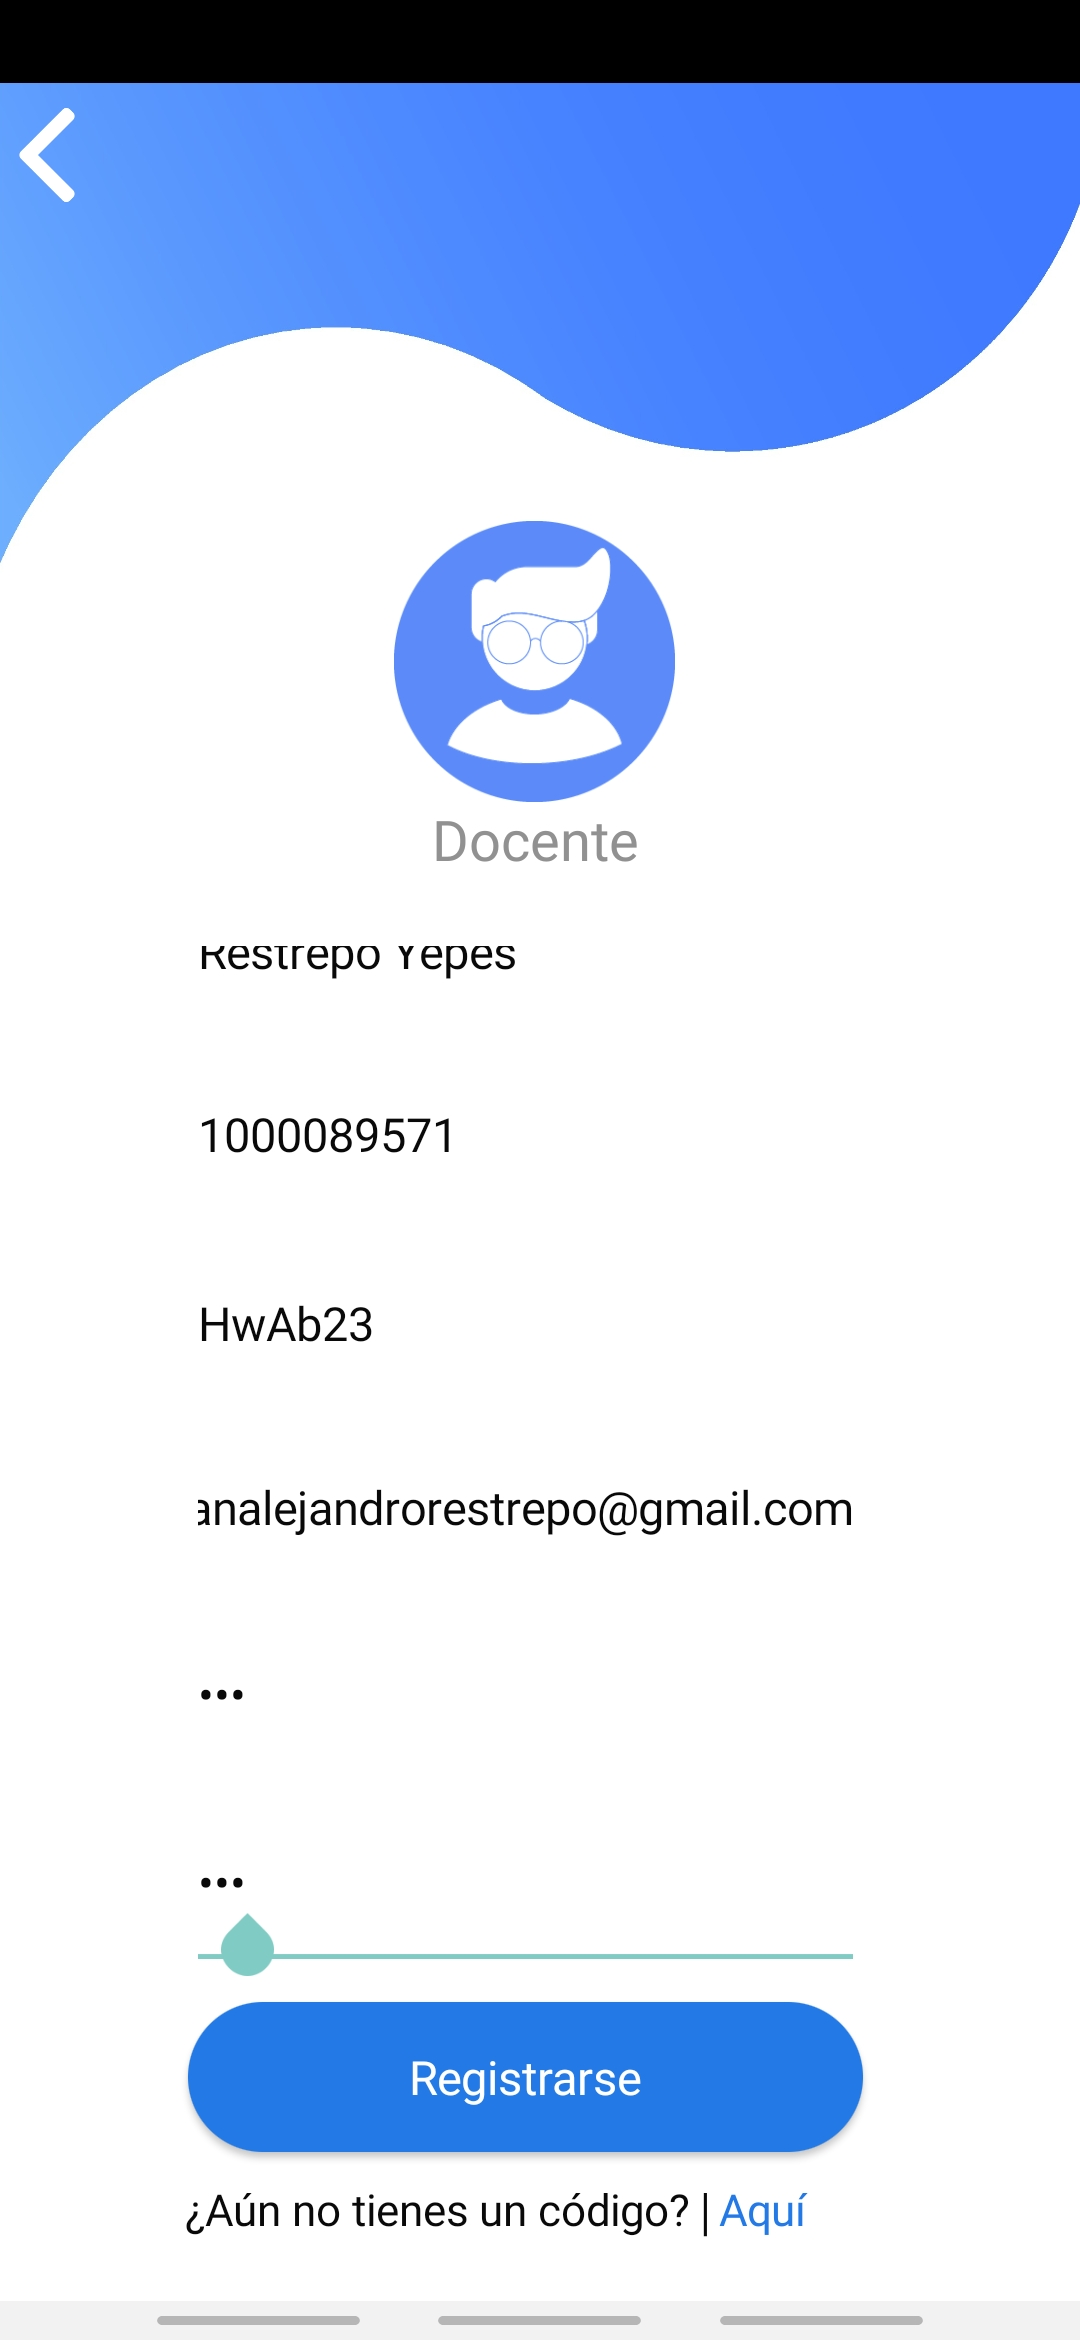 Docente
Restrepo Yepes
1000089571
HwAb23
analejandrorestrepo@gmail.com
•••
•••
Registrarse
¿Aún no tienes un código? | Aquí